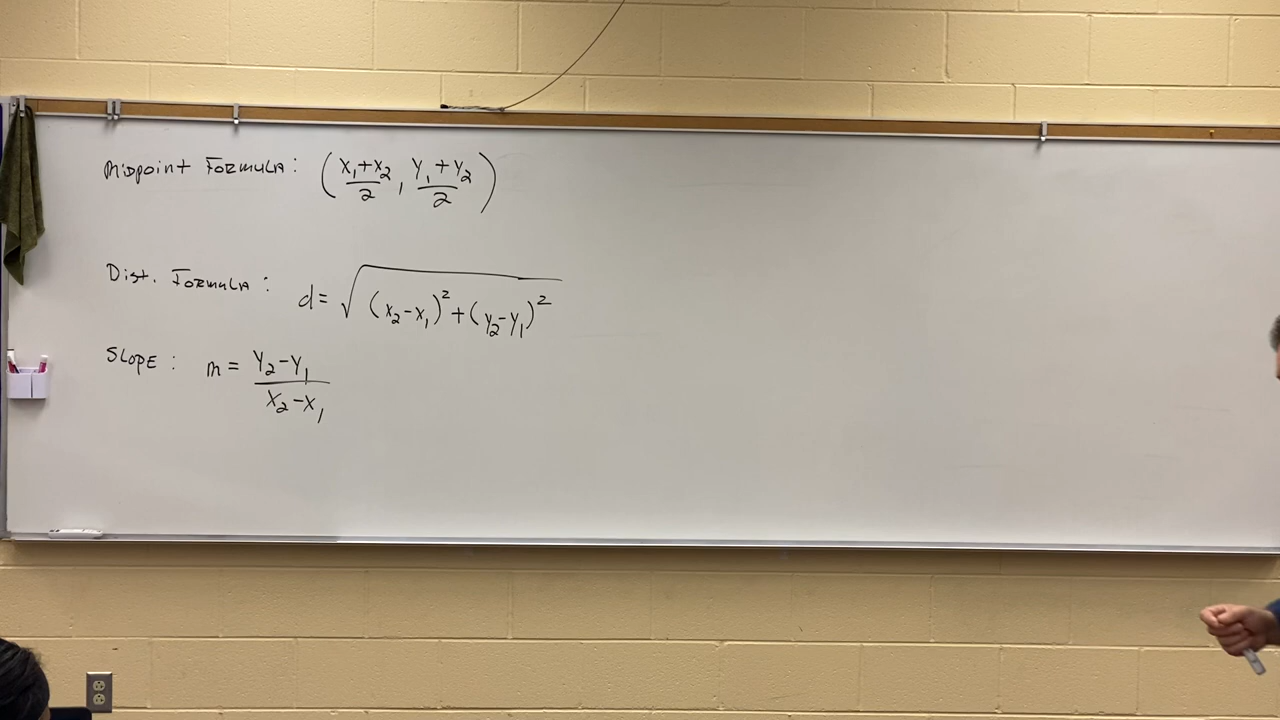 Midpoint Formula: (x₁+x₂/2, y₁+y₂/2)
Dist. Formula: d=√(x₂-x₁)²+(y₂-y₁)²
Slope: m = y₂-y₁/x₂-x₁